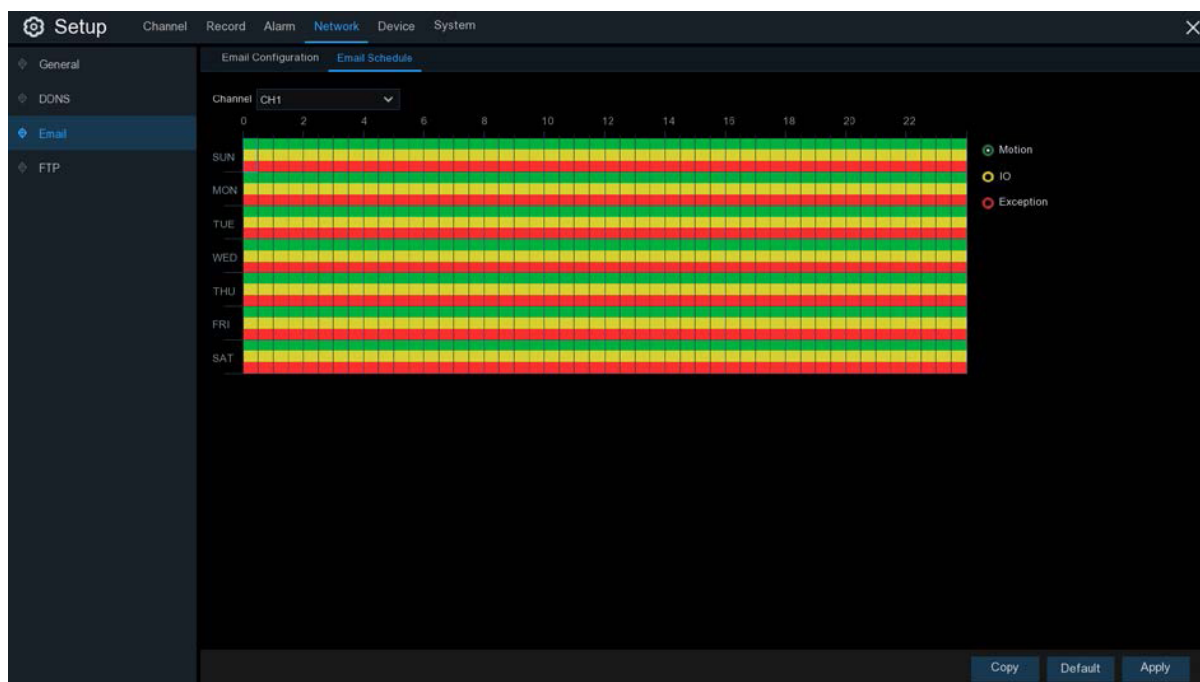 Setup Channel Record Alarm Network Device System
General
DDNS
Email
FTP
Email Configuration Email Schedule
Channel CH1
0 2 4 6 8 10 12 14 16 18 20 22
SUN
MON
TUE
WED
THU
FRI
SAT
Motion
IO
Exception
Copy Default Apply